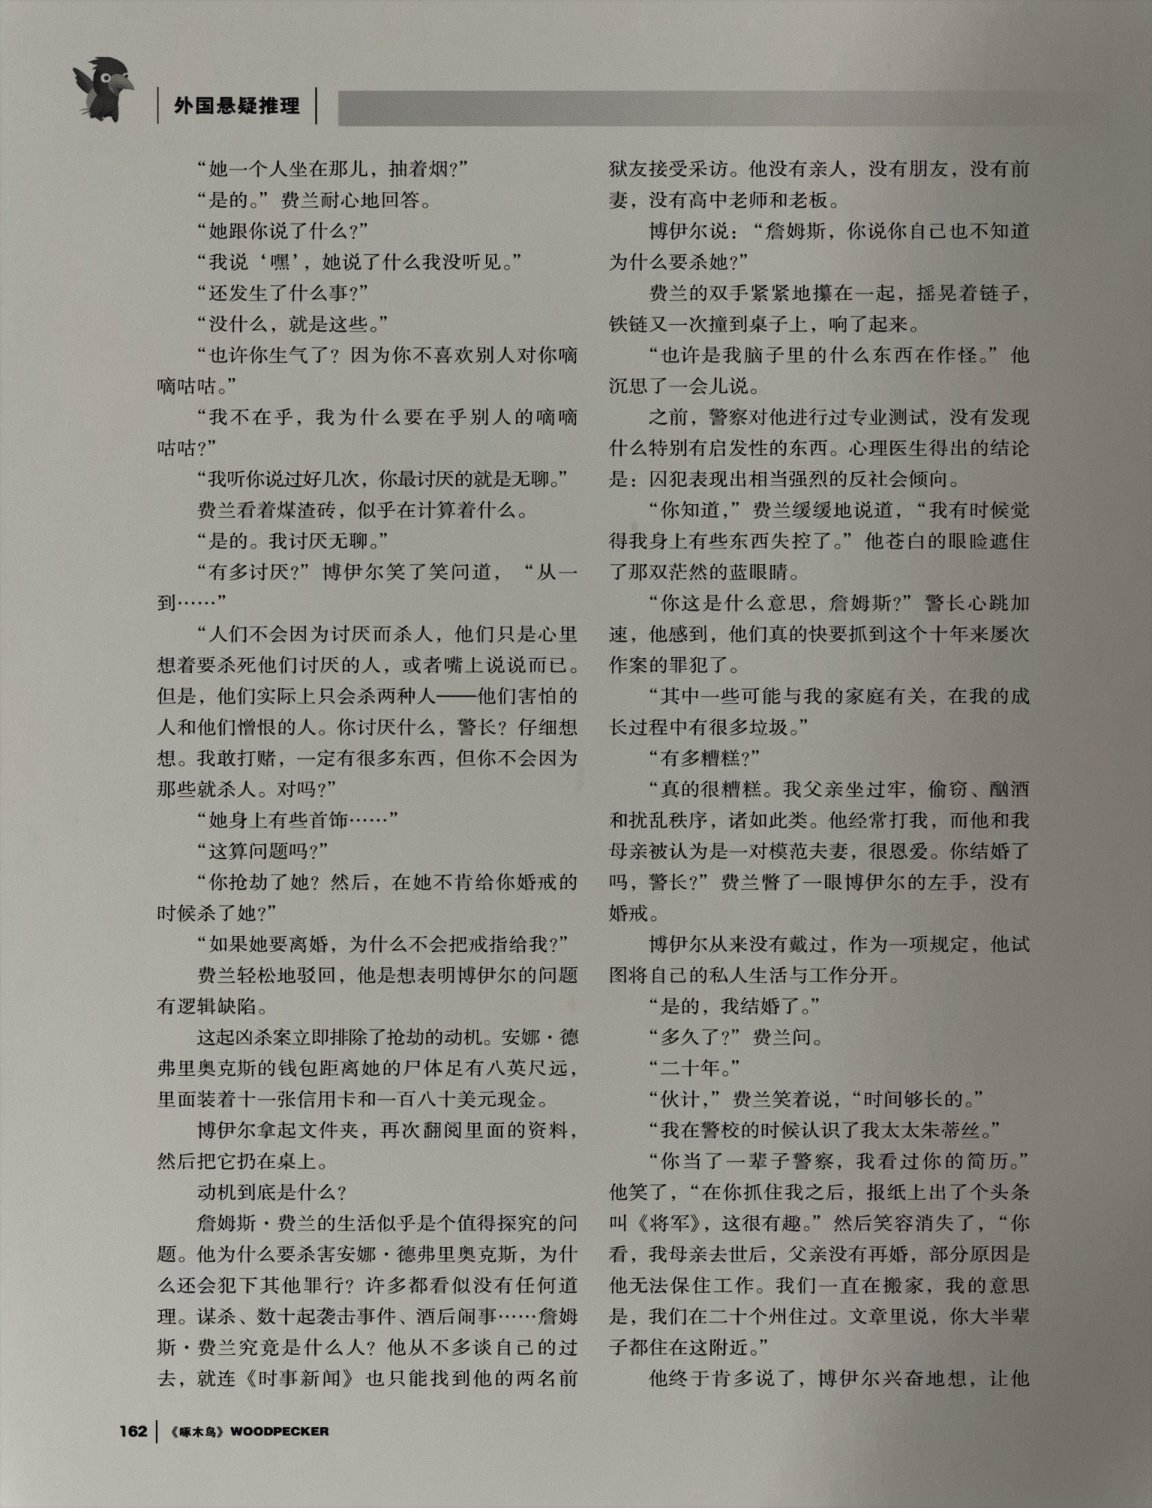 外国悬疑推理
“她一个人坐在那儿，抽着烟?”
“是的。”费兰耐心地回答。
“她跟你说了什么?”
“我说‘嘿’，她说了什么我没听见。”
“还发生了什么事?”
“没什么，就是这些。”
“也许你生气了? 因为你不喜欢别人对你嘀
嘀咕咕。”
“我不在乎，我为什么要在乎别人的嘀嘀
咕咕?”
“我听你说过好几次，你最讨厌的就是无聊。”
费兰看着煤渣砖，似乎在计算着什么。
“是的。我讨厌无聊。”
“有多讨厌?”博伊尔笑了笑问道，“从一
到……”
“人们不会因为讨厌而杀人，他们只是心里
想着要杀死他们讨厌的人，或者嘴上说说而已。
但是，他们实际上只会杀两种人——他们害怕的
人和他们憎恨的人。你讨厌什么，警长? 仔细想
想。我敢打赌，一定有很多东西，但你不会因为
那些就杀人。对吗?”
“她身上有些首饰……”
“这算问题吗?”
“你抢劫了她? 然后，在她不肯给你婚戒的
时候杀了她?”
“如果她要离婚，为什么不会把戒指给我?”
费兰轻松地驳回，他是想表明博伊尔的问题
有逻辑缺陷。
这起凶杀案立即排除了抢劫的动机。安娜·德
弗里奥克斯的钱包距离她的尸体足有八英尺远，
里面装着十一张信用卡和一百八十美元现金。
博伊尔拿起文件夹，再次翻阅里面的资料，
然后把它扔在桌上。
动机到底是什么?
詹姆斯·费兰的生活似乎是个值得探究的问
题。他为什么要杀害安娜·德弗里奥克斯，为什
么还会犯下其他罪行? 许多都看似没有任何道
理。谋杀、数十起袭击事件、酒后闹事……詹姆
斯·费兰究竟是什么人? 他从不多谈自己的过
去，就连《时事新闻》也只能找到他的两名前
狱友接受采访。他没有亲人，没有朋友，没有前
妻，没有高中老师和老板。
博伊尔说：“詹姆斯，你说你自己也不知道
为什么要杀她?”
费兰的双手紧紧地攥在一起，摇晃着链子，
铁链又一次撞到桌子上，响了起来。
“也许是我脑子里的什么东西在作怪。”他
沉思了一会儿说。
之前，警察对他进行过专业测试，没有发现
什么特别有启发性的东西。心理医生得出的结论
是：囚犯表现出相当强烈的反社会倾向。
“你知道，”费兰缓缓地说道，“我有时候觉
得我身上有些东西失控了。”他苍白的眼睑遮住
了那双茫然的蓝眼睛。
“你这是什么意思，詹姆斯?”警长心跳加
速，他感到，他们真的快要抓到这个十年来屡次
作案的罪犯了。
“其中一些可能与我的家庭有关，在我的成
长过程中有很多垃圾。”
“有多糟糕?”
“真的很糟糕。我父亲坐过牢，偷窃、酗酒
和扰乱秩序，诸如此类。他经常打我，而他和我
母亲被认为是一对模范夫妻，很恩爱。你结婚了
吗，警长?”费兰瞥了一眼博伊尔的左手，没有
婚戒。
博伊尔从来没有戴过，作为一项规定，他试
图将自己的私人生活与工作分开。
“是的，我结婚了。”
“多久了?”费兰问。
“二十年。”
“伙计，”费兰笑着说，“时间够长的。”
“我在警校的时候认识了我太太朱蒂丝。”
“你当了一辈子警察，我看过你的简历。”
他笑了，“在你抓住我之后，报纸上出了个头条
叫《将军》，这很有趣。”然后笑容消失了，“你
看，我母亲去世后，父亲没有再婚，部分原因是
他无法保住工作。我们一直在搬家，我的意思
是，我们在二十个州住过。文章里说，你大半辈
子都住在这附近。”
他终于肯多说了，博伊尔兴奋地想，让他
162 《啄木鸟》WOODPECKER